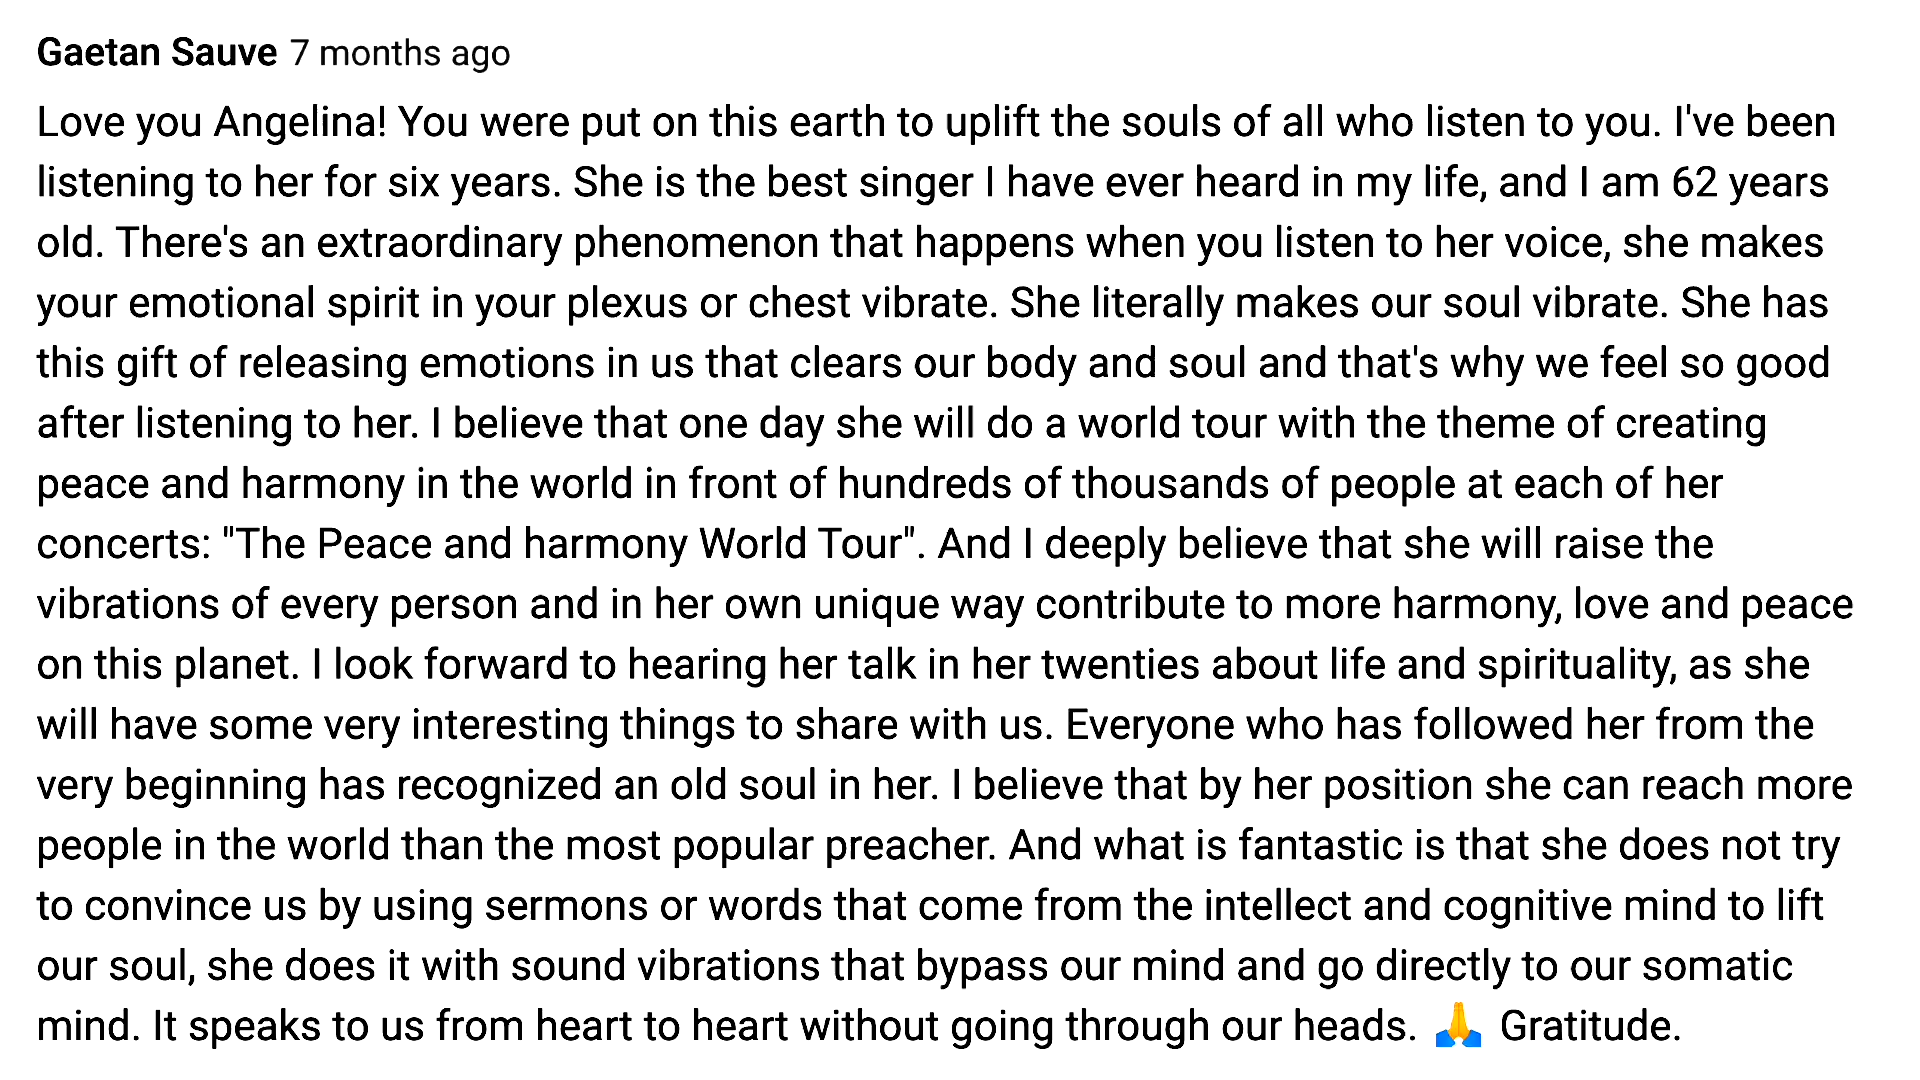 Gaetan Sauve 7 months ago
Love you Angelina! You were put on this earth to uplift the souls of all who listen to you. I've been
listening to her for six years. She is the best singer I have ever heard in my life, and I am 62 years
old. There's an extraordinary phenomenon that happens when you listen to her voice, she makes
your emotional spirit in your plexus or chest vibrate. She literally makes our soul vibrate. She has
this gift of releasing emotions in us that clears our body and soul and that's why we feel so good
after listening to her. I believe that one day she will do a world tour with the theme of creating
peace and harmony in the world in front of hundreds of thousands of people at each of her
concerts: "The Peace and harmony World Tour". And I deeply believe that she will raise the
vibrations of every person and in her own unique way contribute to more harmony, love and peace
on this planet. I look forward to hearing her talk in her twenties about life and spirituality, as she
will have some very interesting things to share with us. Everyone who has followed her from the
very beginning has recognized an old soul in her. I believe that by her position she can reach more
people in the world than the most popular preacher. And what is fantastic is that she does not try
to convince us by using sermons or words that come from the intellect and cognitive mind to lift
our soul, she does it with sound vibrations that bypass our mind and go directly to our somatic
mind. It speaks to us from heart to heart without going through our heads. 🙏 Gratitude.